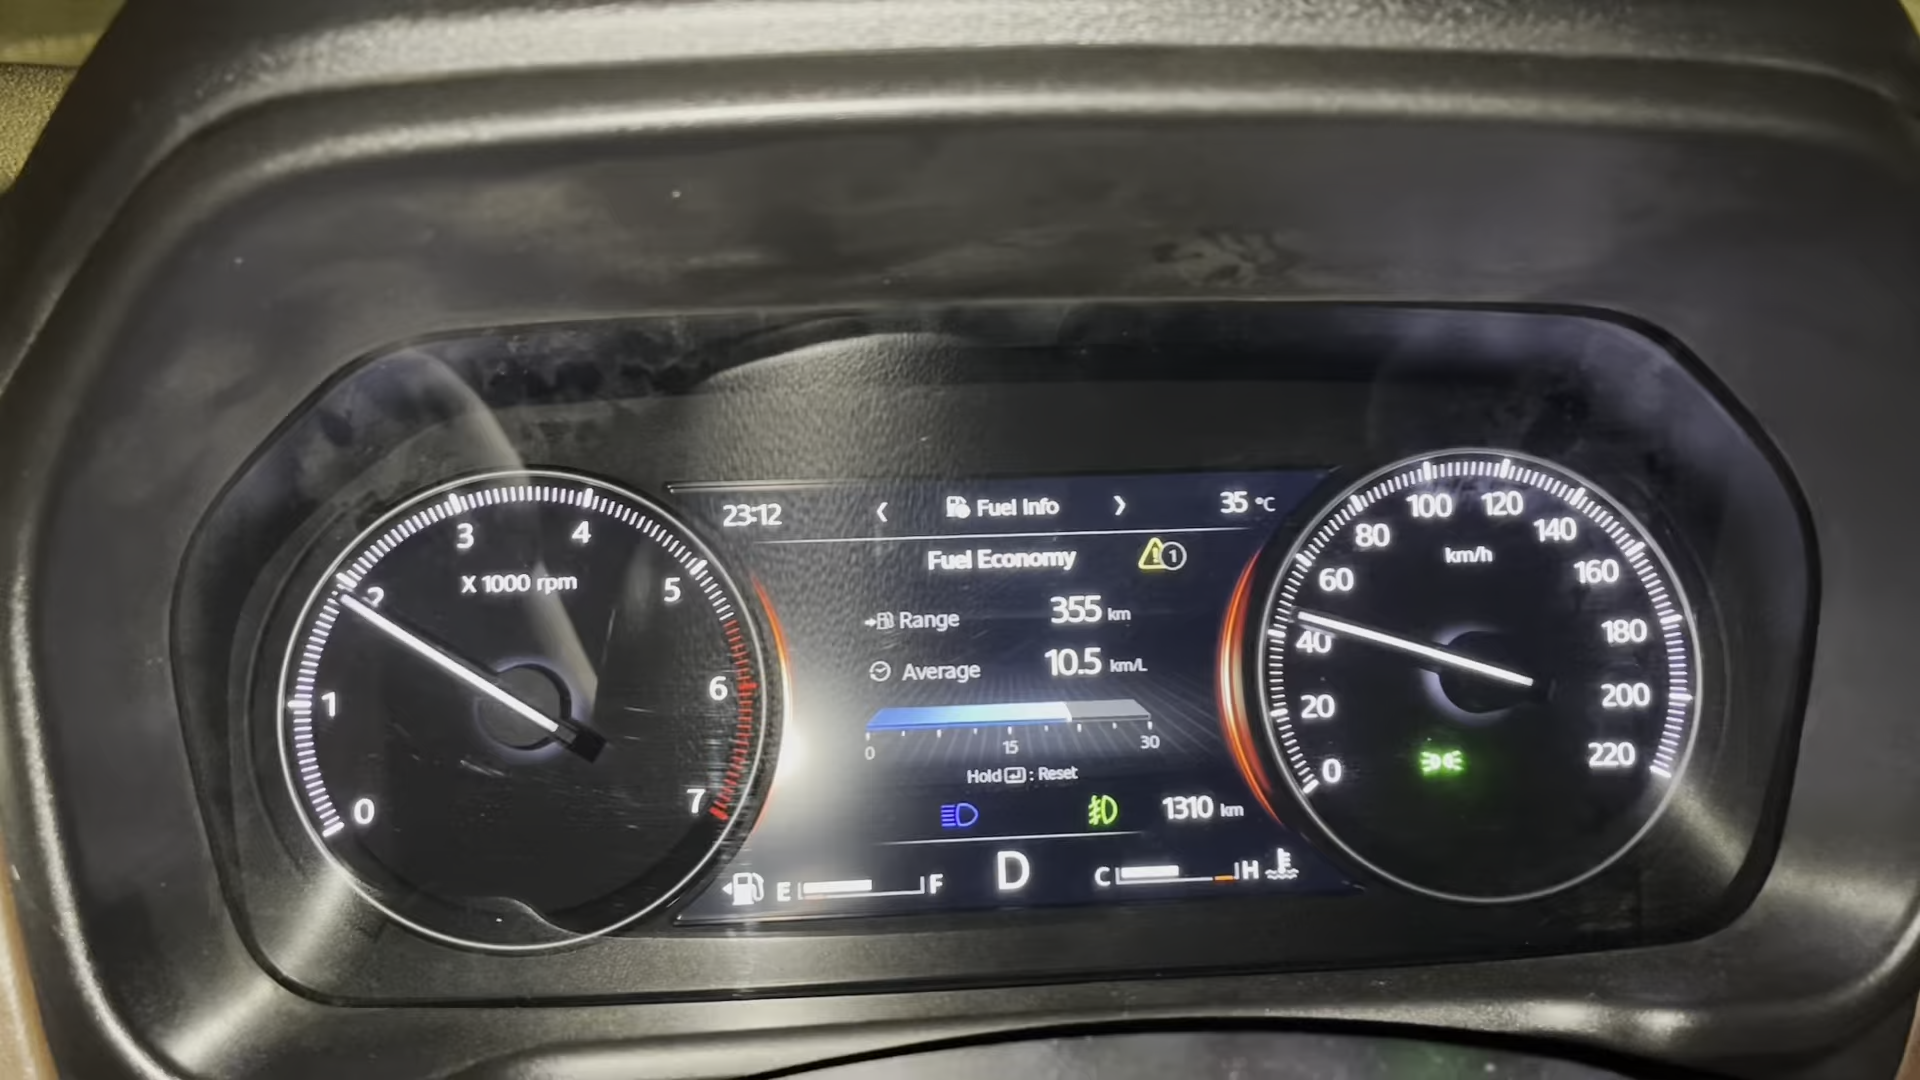 23:12 ‹ Fuel Info › 35 °C
Fuel Economy 1
Range 355 km
Average 10.5 km/L
0 15 30
Hold : Reset
1310 km
E F D C H
0 1 2 3 4 5 6 7
X 1000 rpm
0 20 40 60 80 100 120 140 160 180 200 220
km/h